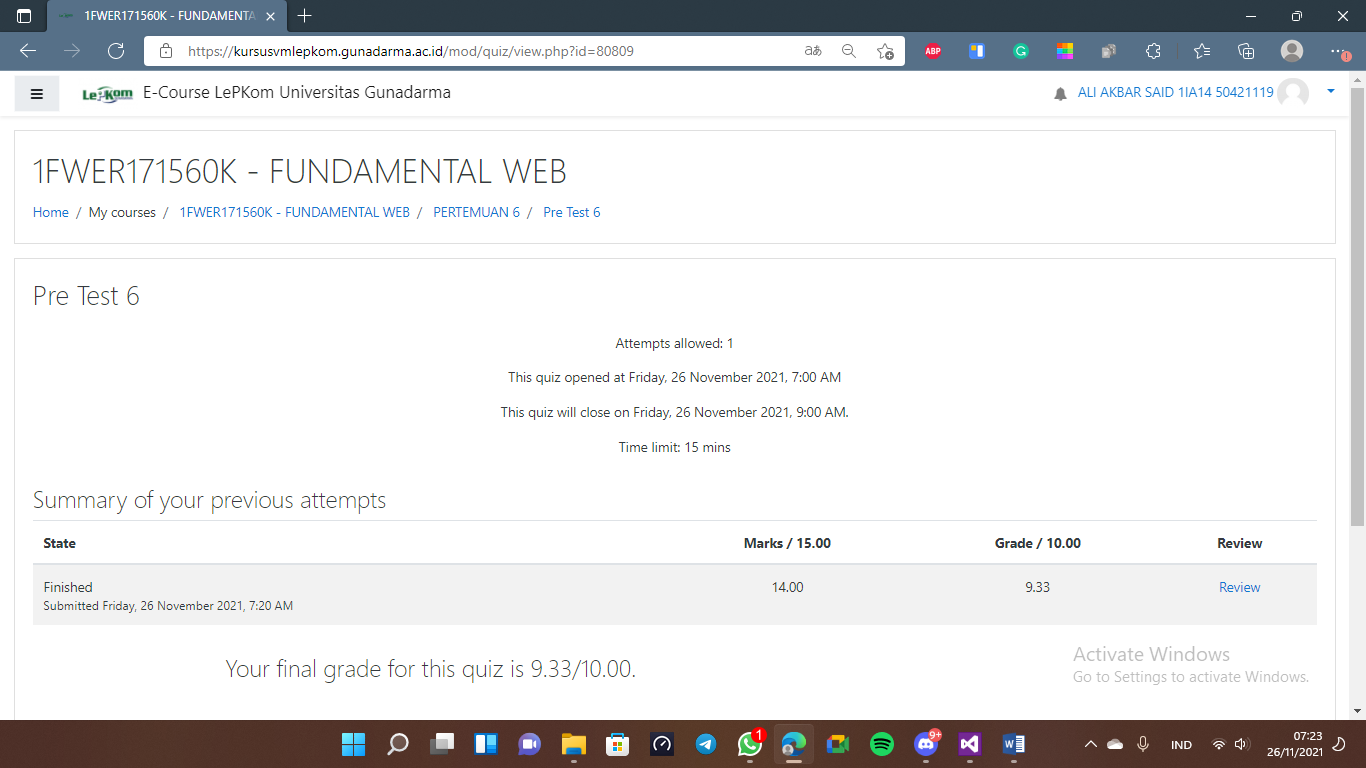 1FWER171560K - FUNDAMENTA
https://kursusvmlepkom.gunadarma.ac.id/mod/quiz/view.php?id=80809
aあ
ABP
LePKom E-Course LePKom Universitas Gunadarma
ALI AKBAR SAID 1IA14 50421119
1FWER171560K - FUNDAMENTAL WEB
Home / My courses / 1FWER171560K - FUNDAMENTAL WEB / PERTEMUAN 6 / Pre Test 6
Pre Test 6
Attempts allowed: 1
This quiz opened at Friday, 26 November 2021, 7:00 AM
This quiz will close on Friday, 26 November 2021, 9:00 AM.
Time limit: 15 mins
Summary of your previous attempts
State Marks / 15.00 Grade / 10.00 Review
Finished 14.00 9.33 Review
Submitted Friday, 26 November 2021, 7:20 AM
Your final grade for this quiz is 9.33/10.00.
Activate Windows
Go to Settings to activate Windows.
1
9+
IND
07:23
26/11/2021